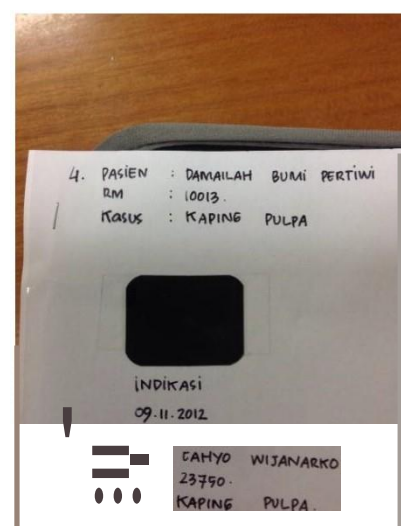 4. PASIEN : DAMAILAH BUMI PERTIWI
RM : 10013.
KASUS : KAPING PULPA
INDIKASI
09.11.2012
CAHYO WIJANARKO
23750.
KAPING PULPA.